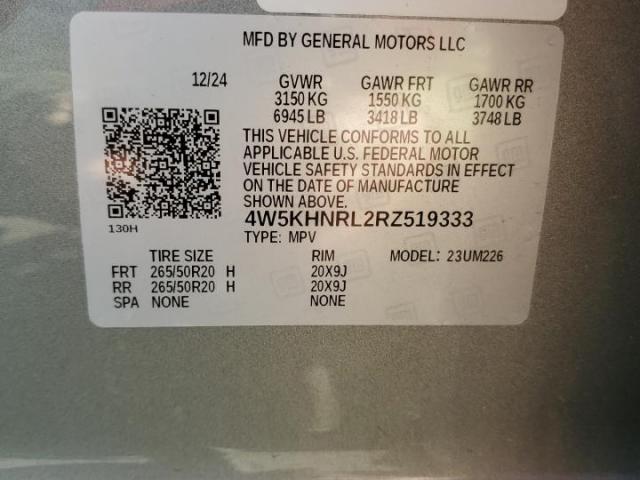 MFD BY GENERAL MOTORS LLC
12/24 GVWR GAWR FRT GAWR RR
3150 KG 1550 KG 1700 KG
6945 LB 3418 LB 3748 LB
THIS VEHICLE CONFORMS TO ALL
APPLICABLE U.S. FEDERAL MOTOR
VEHICLE SAFETY STANDARDS IN EFFECT
ON THE DATE OF MANUFACTURE
SHOWN ABOVE.
130H
4W5KHNRL2RZ519333
TYPE: MPV
TIRE SIZE RIM MODEL: 23UM226
FRT 265/50R20 H 20X9J
RR 265/50R20 H 20X9J
SPA NONE NONE